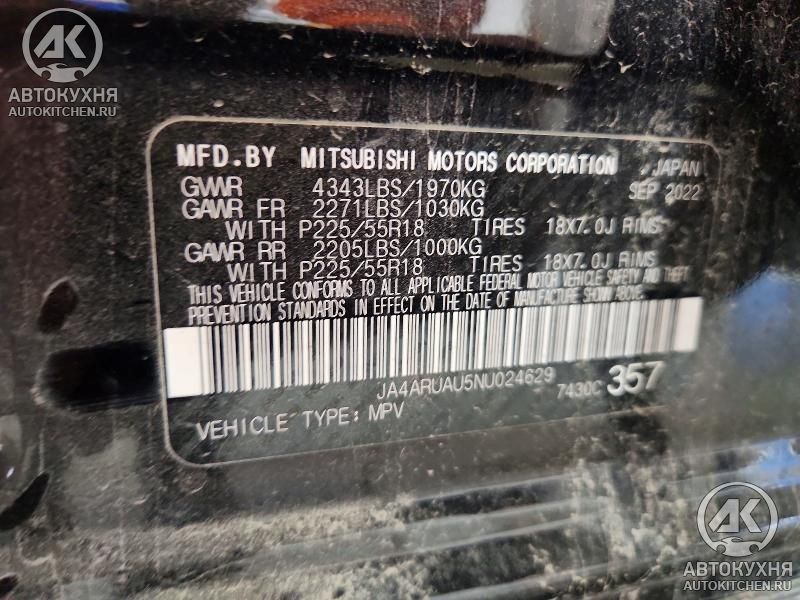 AK
АВТОКУХНЯ
AUTOKITCHEN.RU
MFD.BY MITSUBISHI MOTORS CORPORATION JAPAN
GVWR 4343LBS/1970KG SEP 2022
GAWR FR 2271LBS/1030KG
WITH P225/55R18 TIRES 18X7.0J RIMS
GAWR RR 2205LBS/1000KG
WITH P225/55R18 TIRES 18X7.0J RIMS
THIS VEHICLE CONFORMS TO ALL APPLICABLE FEDERAL MOTOR VEHICLE SAFETY AND THEFT
PREVENTION STANDARDS IN EFFECT ON THE DATE OF MANUFACTURE SHOWN ABOVE.
JA4ARUAU5NU024629 7430C 357
VEHICLE TYPE: MPV
AK
АВТОКУХНЯ
AUTOKITCHEN.RU